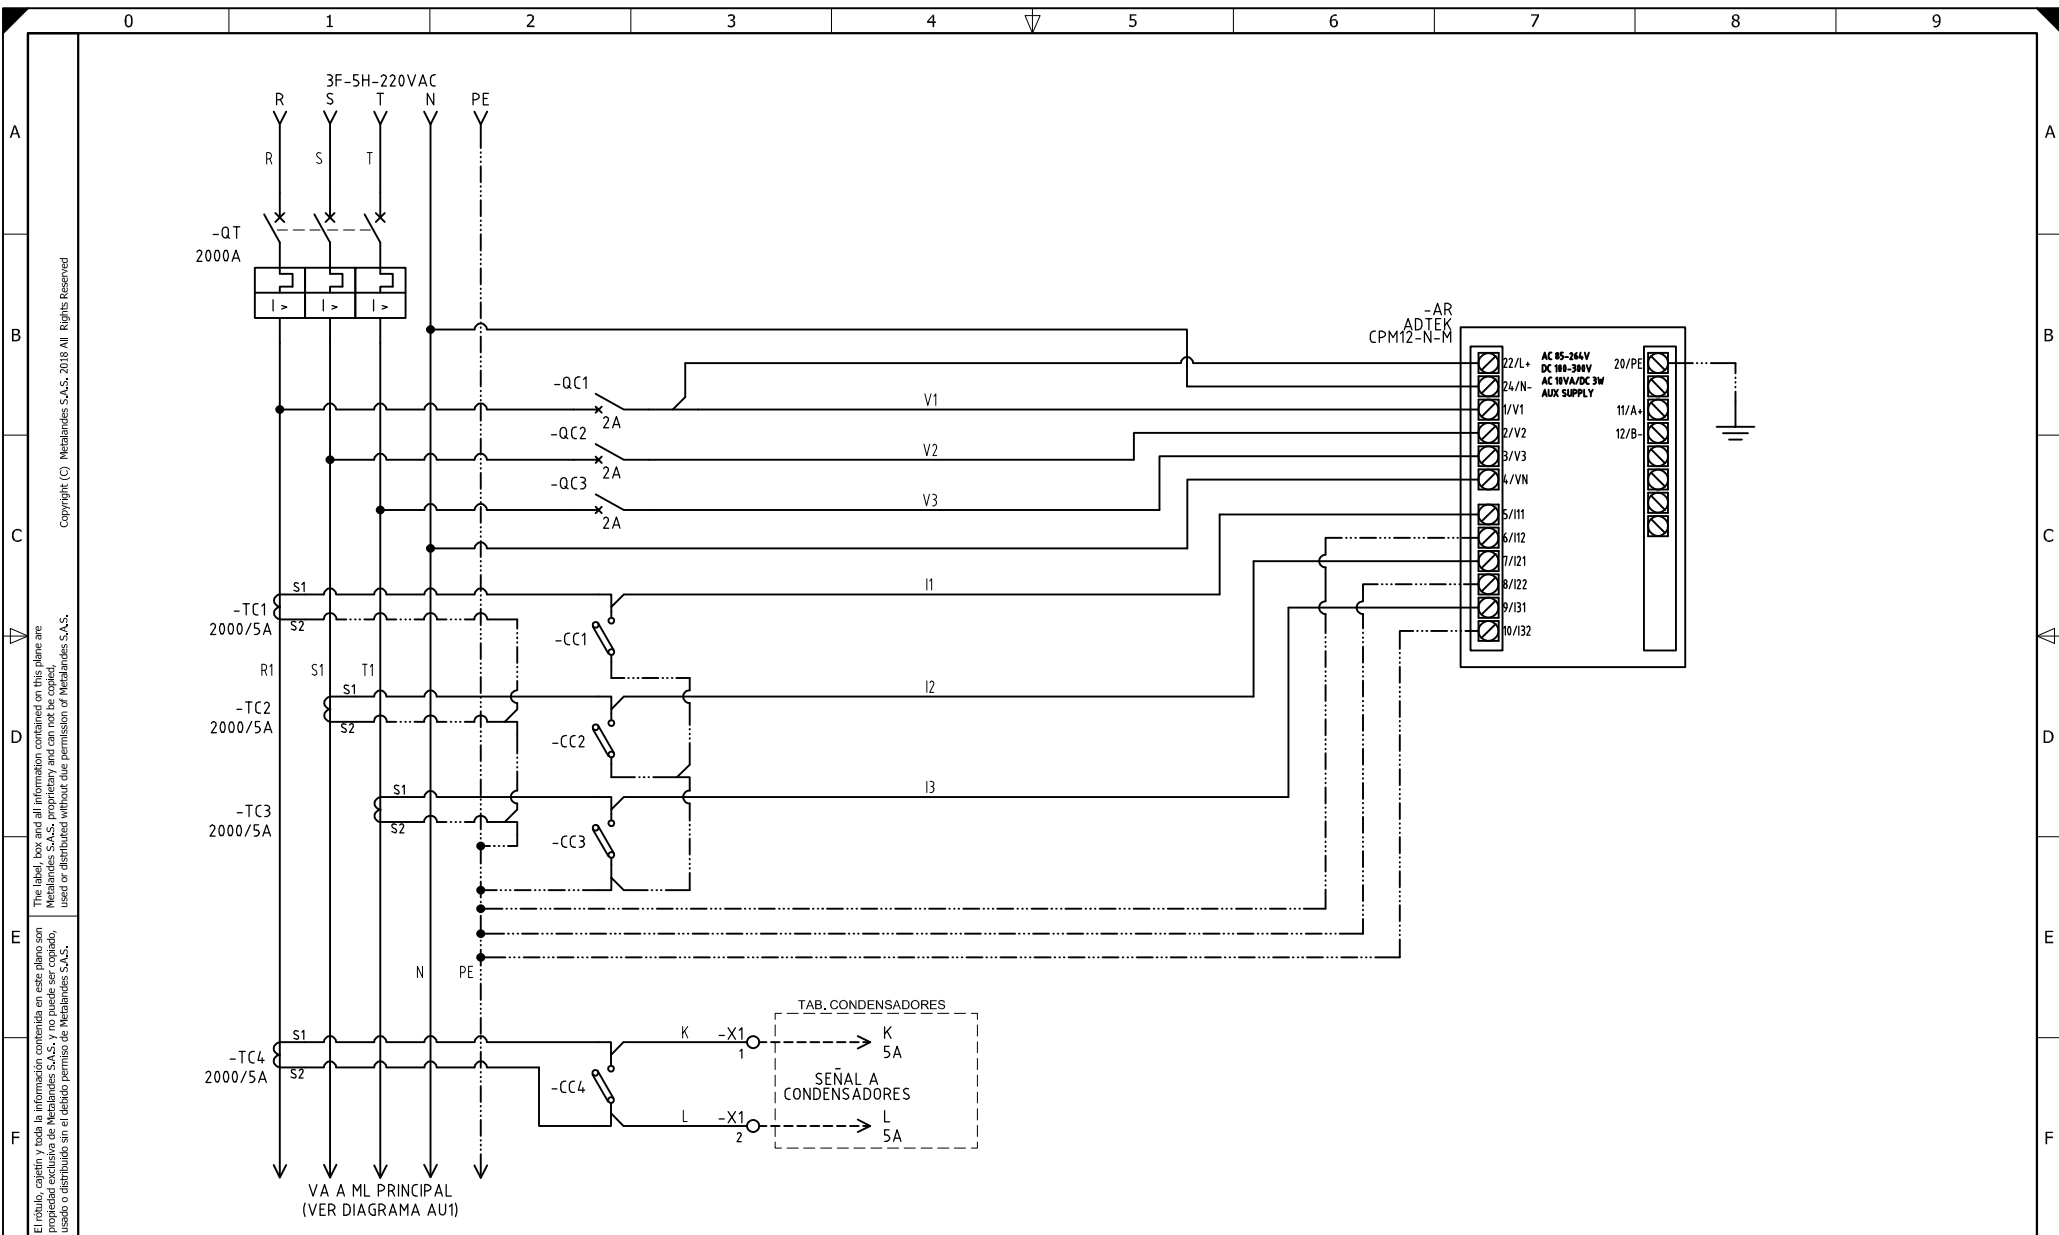 0 1 2 3 4 5 6 7 8 9
A
B
C
D
E
F
A
B
C
D
E
F
Copyright (C) Metalandes S.A.S. 2018 All Rights Reserved
The label, box and all information contained on this plane are
Metalandes S.A.S. proprietary and can not be copied,
used or distributed without due permission of Metalandes S.A.S.
El rótulo, cajetín y toda la información contenida en este plano son
propiedad exclusiva de Metalandes S.A.S. y no puede ser copiado,
usado o distribuido sin el debido permiso de Metalandes S.A.S.
3F-5H-220VAC
R S T N PE
R S T
-QT
2000A
I > I > I >
-QC1
2A
V1
-QC2
2A
V2
-QC3
2A
V3
-AR
ADTEK
CPM12-N-M
AC 85-264V
DC 100-300V
AC 10VA/DC 3W
AUX SUPPLY
22/L+
24/N-
1/V1
2/V2
3/V3
4/VN
5/I11
6/I12
7/I21
8/I22
9/I31
10/I32
20/PE
11/A+
12/B-
S1
-TC1
2000/5A
S2
-CC1
I1
R1 S1 T1
S1
-TC2
2000/5A
S2
-CC2
I2
S1
-TC3
2000/5A
S2
-CC3
I3
N PE
S1
-TC4
2000/5A
S2
-CC4
K
-X1
1
L
-X1
2
TAB. CONDENSADORES
K
5A
SEÑAL A
CONDENSADORES
L
5A
VA A ML PRINCIPAL
(VER DIAGRAMA AU1)